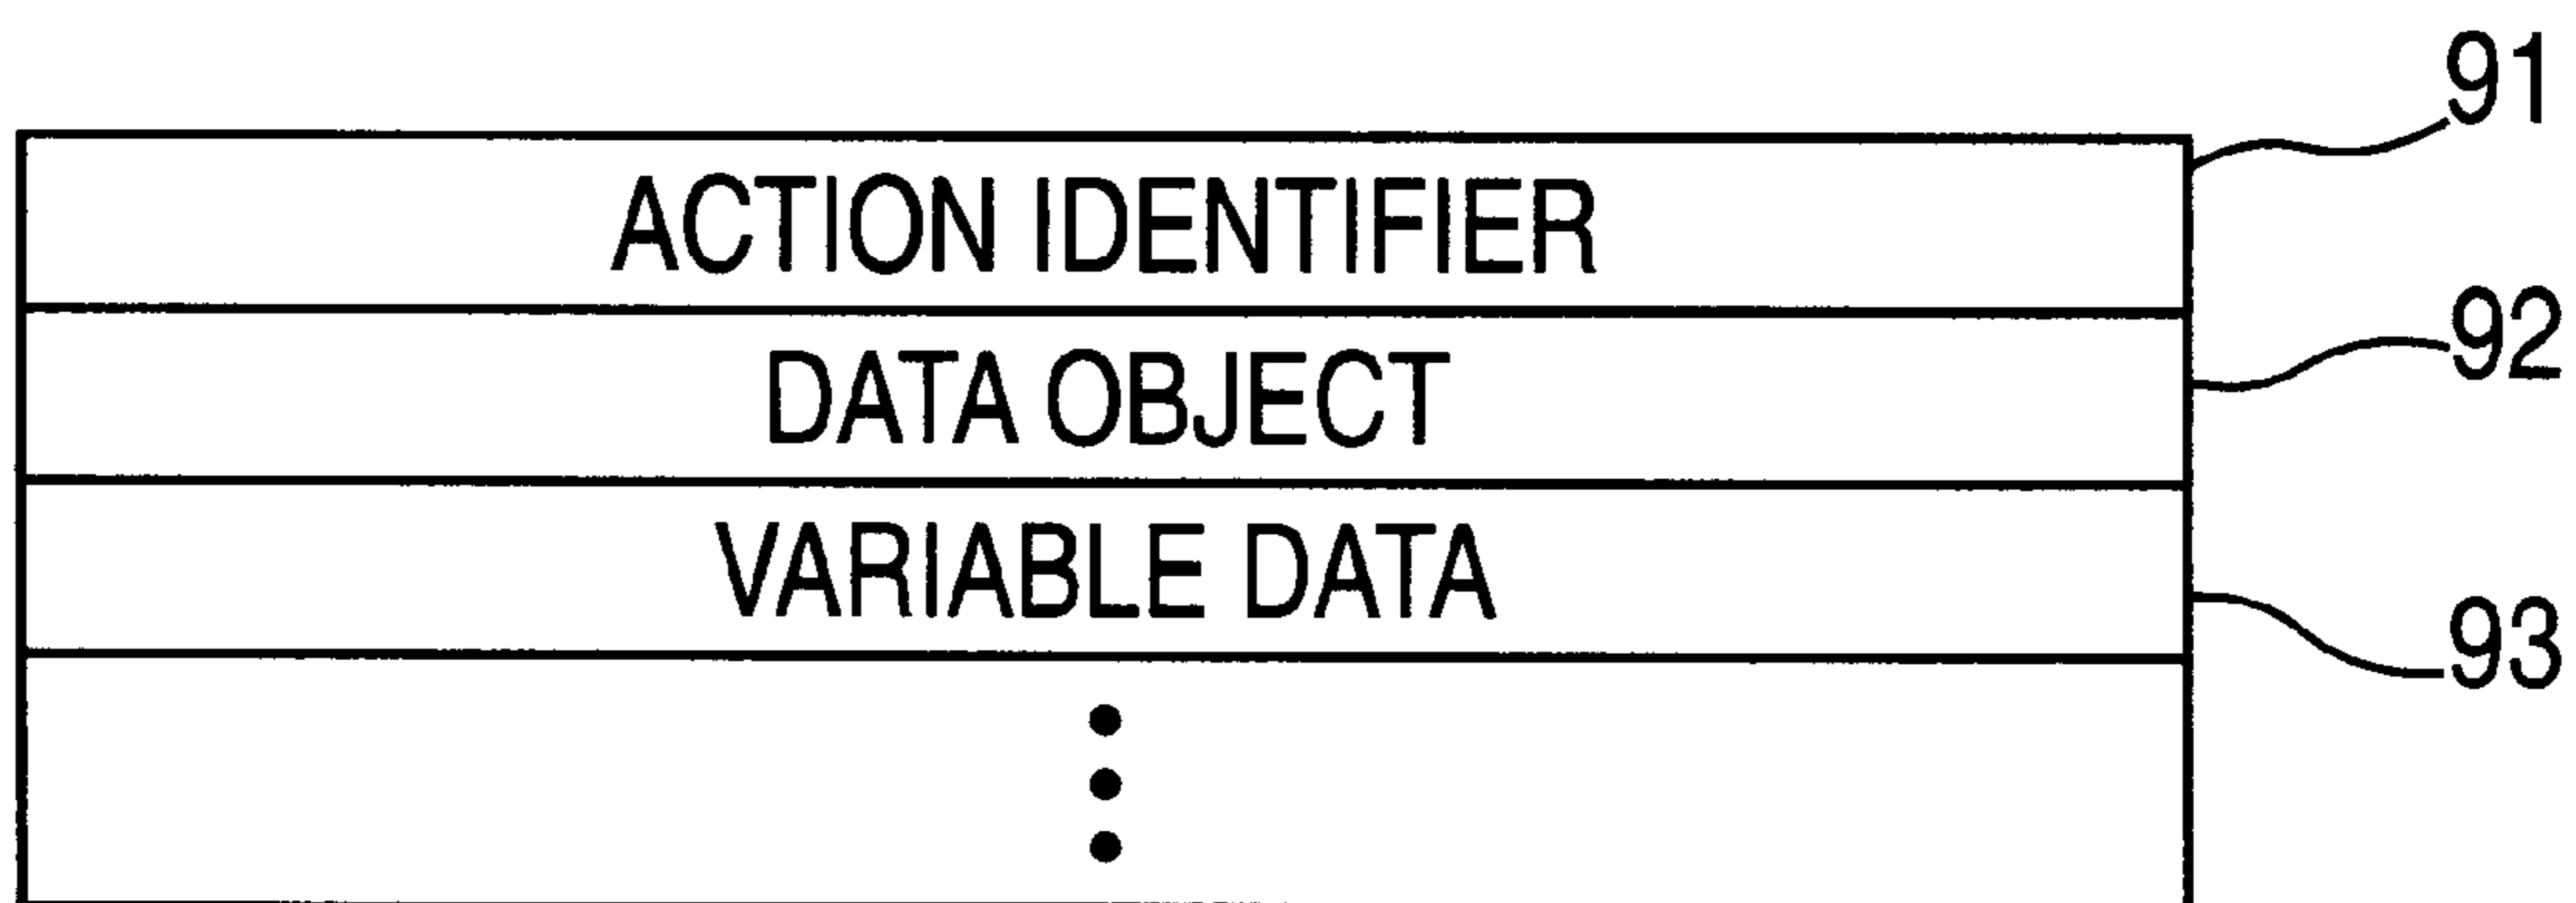 91
ACTION IDENTIFIER
92
DATA OBJECT
VARIABLE DATA
93